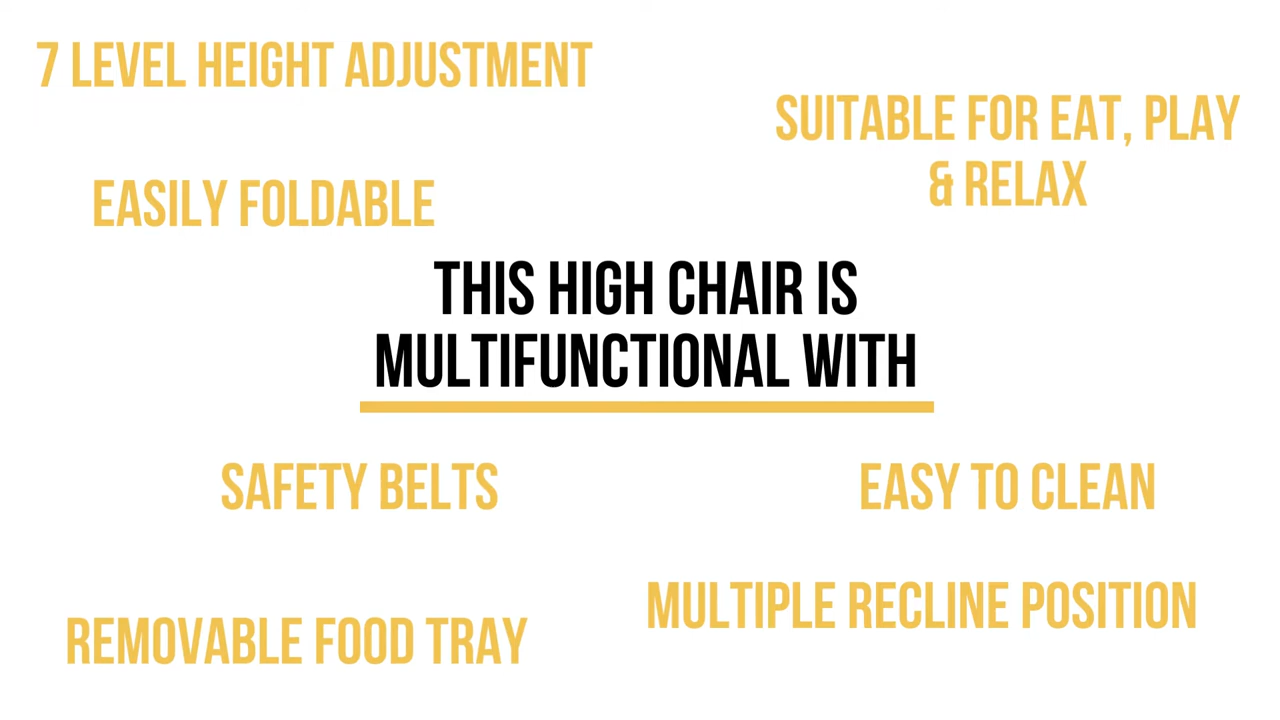 7 LEVEL HEIGHT ADJUSTMENT
SUITABLE FOR EAT, PLAY
& RELAX
EASILY FOLDABLE
THIS HIGH CHAIR IS
MULTIFUNCTIONAL WITH
SAFETY BELTS
EASY TO CLEAN
MULTIPLE RECLINE POSITION
REMOVABLE FOOD TRAY